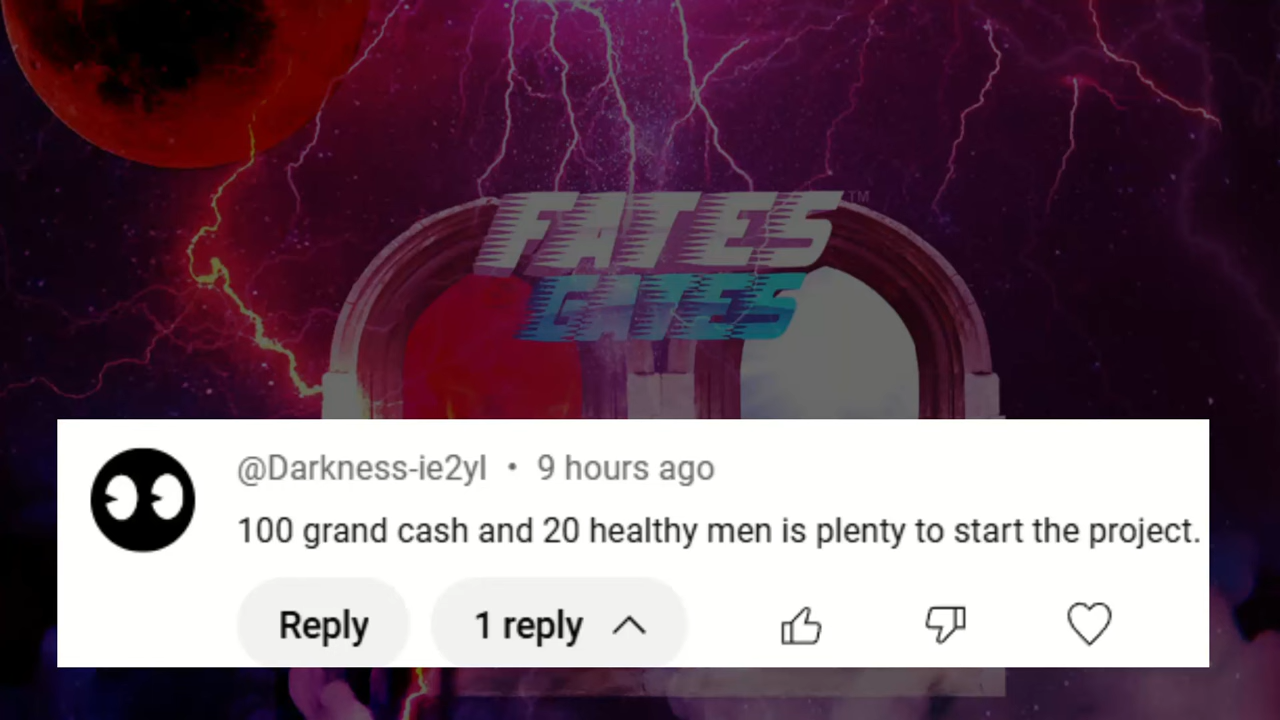 FATES™
GATES
@Darkness-ie2yl • 9 hours ago
100 grand cash and 20 healthy men is plenty to start the project.
Reply
1 reply